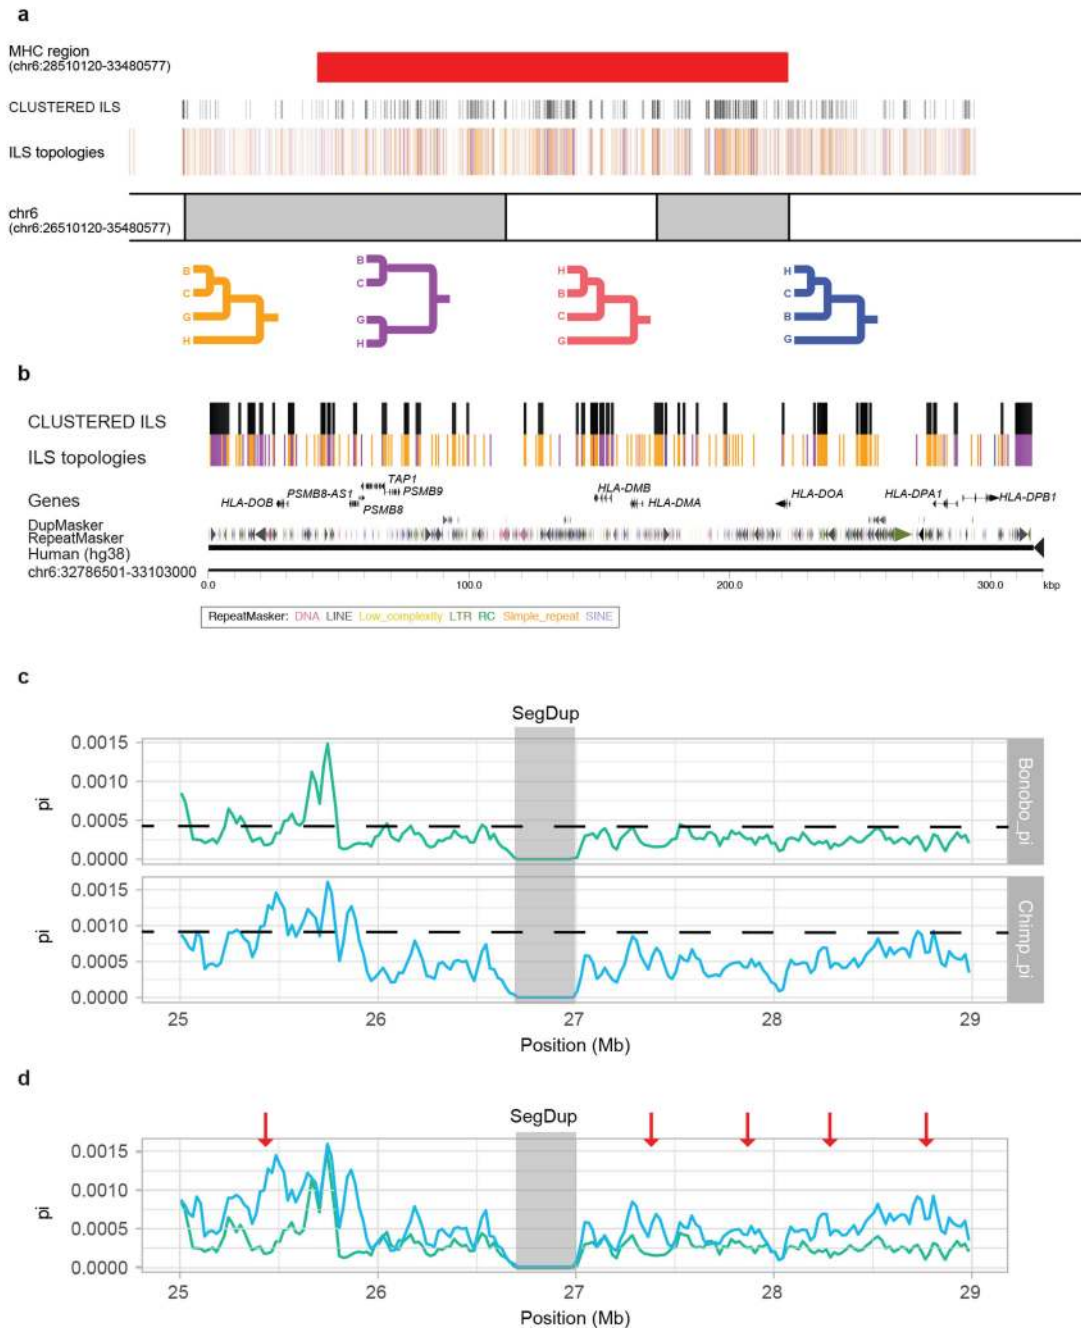 a
MHC region
(chr6:28510120-33480577)
CLUSTERED ILS
ILS topologies
chr6
(chr6:26510120-35480577)
B
C
G
H
B
C
G
H
H
B
C
G
H
C
B
G
b
CLUSTERED ILS
ILS topologies
Genes
HLA-DOB
PSMB8-AS1
PSMB8
TAP1
PSMB9
HLA-DMB
HLA-DMA
HLA-DOA
HLA-DPA1
HLA-DPB1
DupMasker
RepeatMasker
Human (hg38)
chr6:32786501-33103000
0.0 100.0 200.0 300.0 kbp
RepeatMasker: DNA LINE Low_complexity LTR RC Simple_repeat SINE
c
SegDup
0.0015
0.0010
0.0005
0.0000
pi
Bonobo_pi
0.0015
0.0010
0.0005
0.0000
pi
Chimp_pi
25 26 27 28 29
Position (Mb)
d
SegDup
0.0015
0.0010
0.0005
0.0000
pi
25 26 27 28 29
Position (Mb)